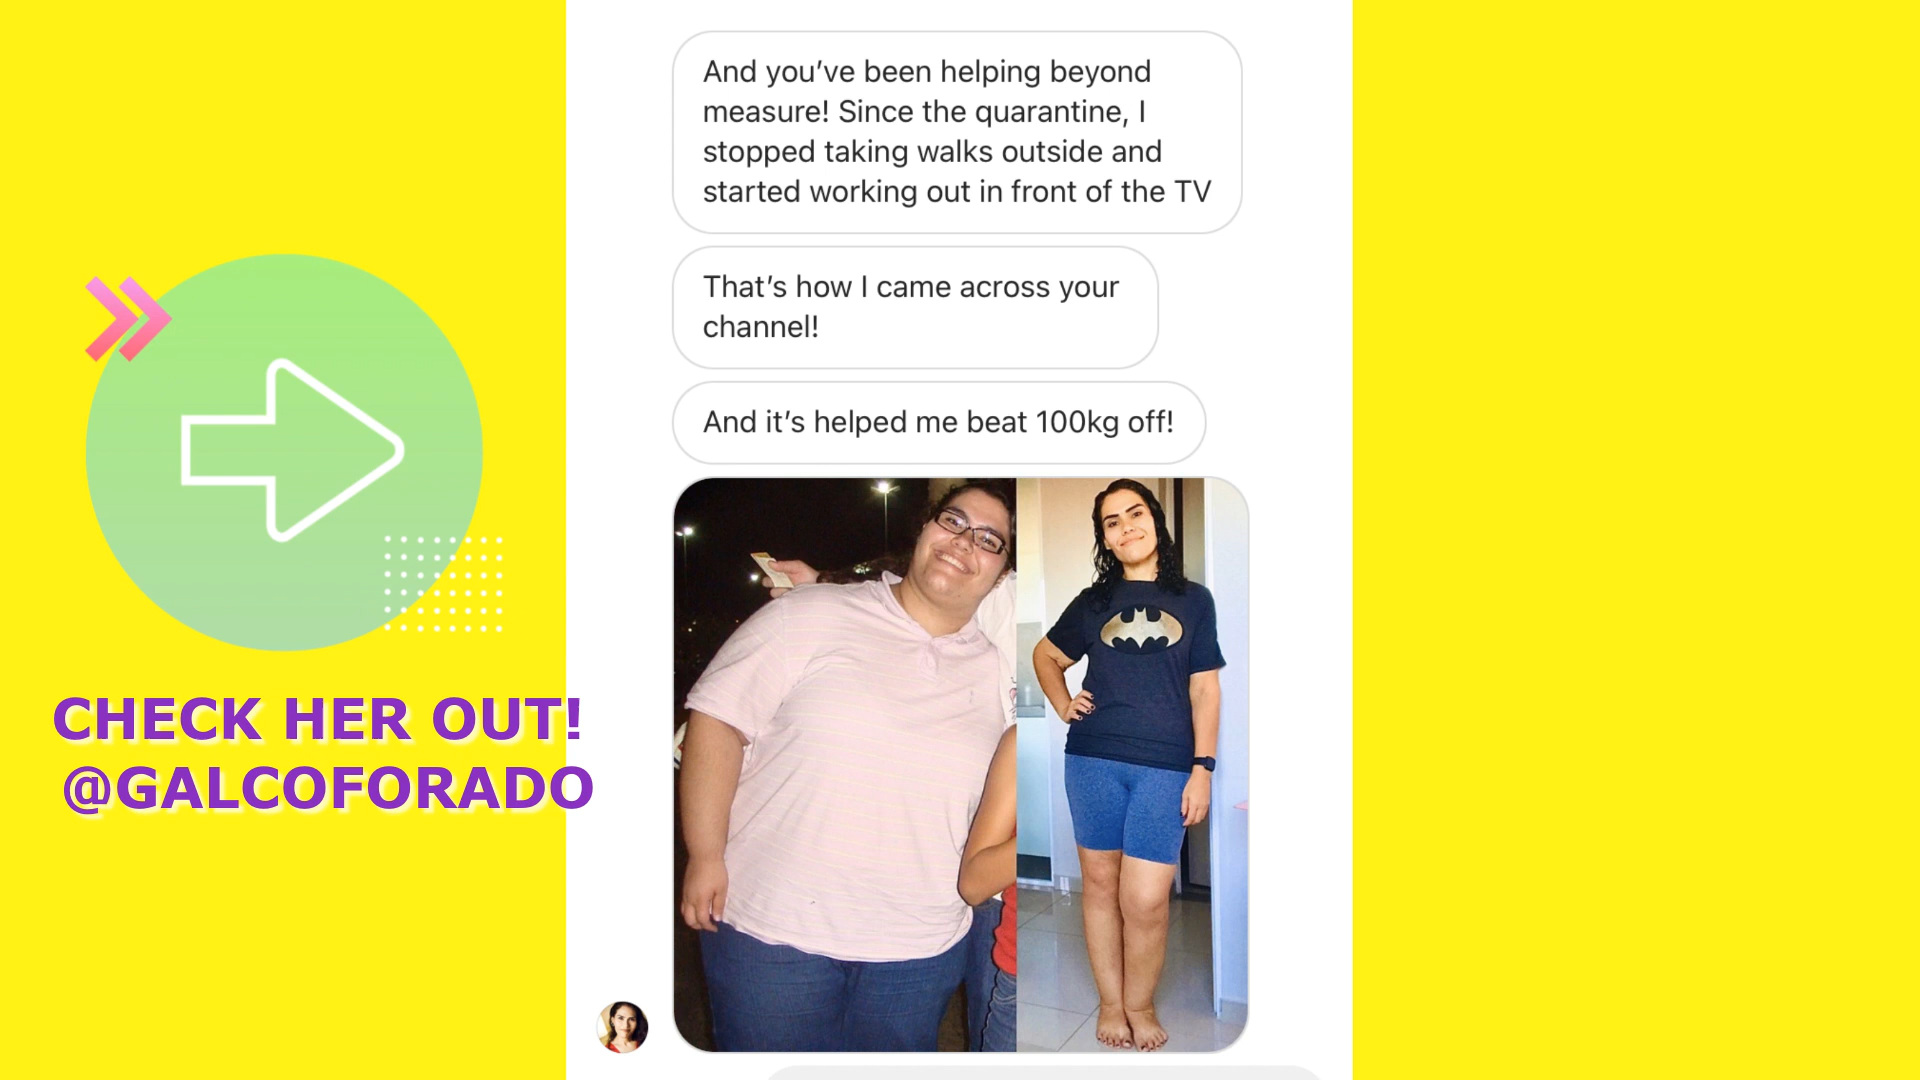 And you’ve been helping beyond
measure! Since the quarantine, I
stopped taking walks outside and
started working out in front of the TV
That’s how I came across your
channel!
And it’s helped me beat 100kg off!
CHECK HER OUT!
@GALCOFORADO